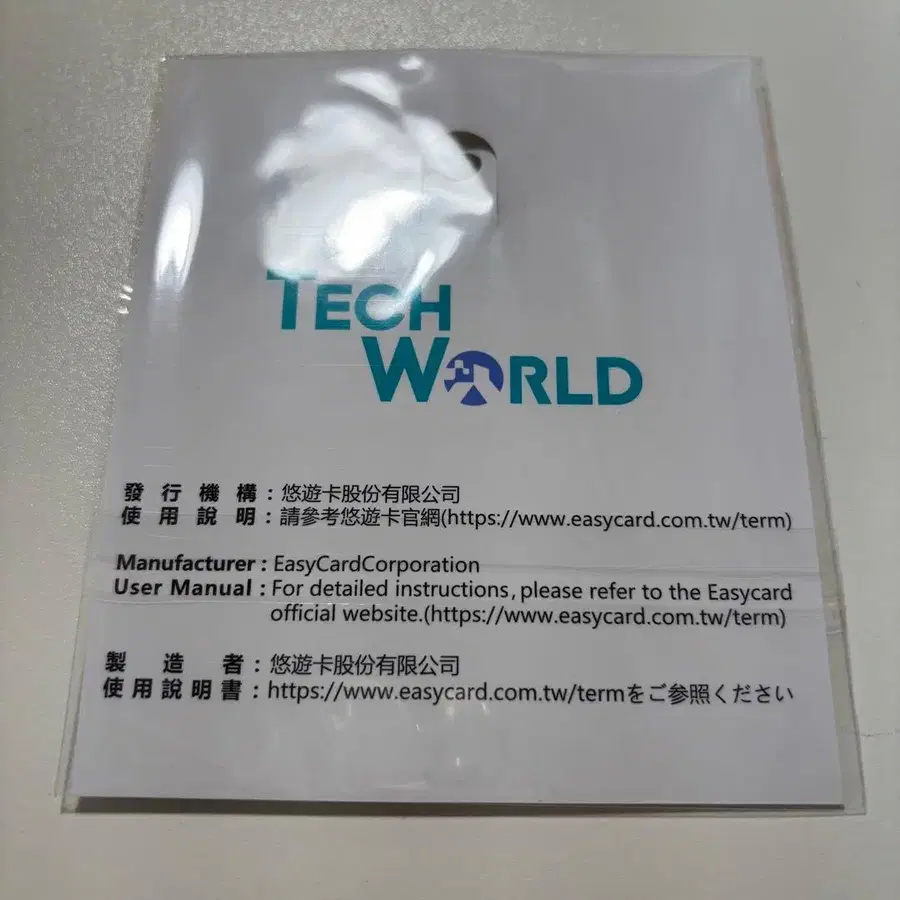 TECH
WORLD
發行機構：悠遊卡股份有限公司
使用說明：請參考悠遊卡官網(https://www.easycard.com.tw/term)
Manufacturer : EasyCardCorporation
User Manual : For detailed instructions, please refer to the Easycard
official website.(https://www.easycard.com.tw/term)
製造者：悠遊卡股份有限公司
使用說明書：https://www.easycard.com.tw/termをご参照ください